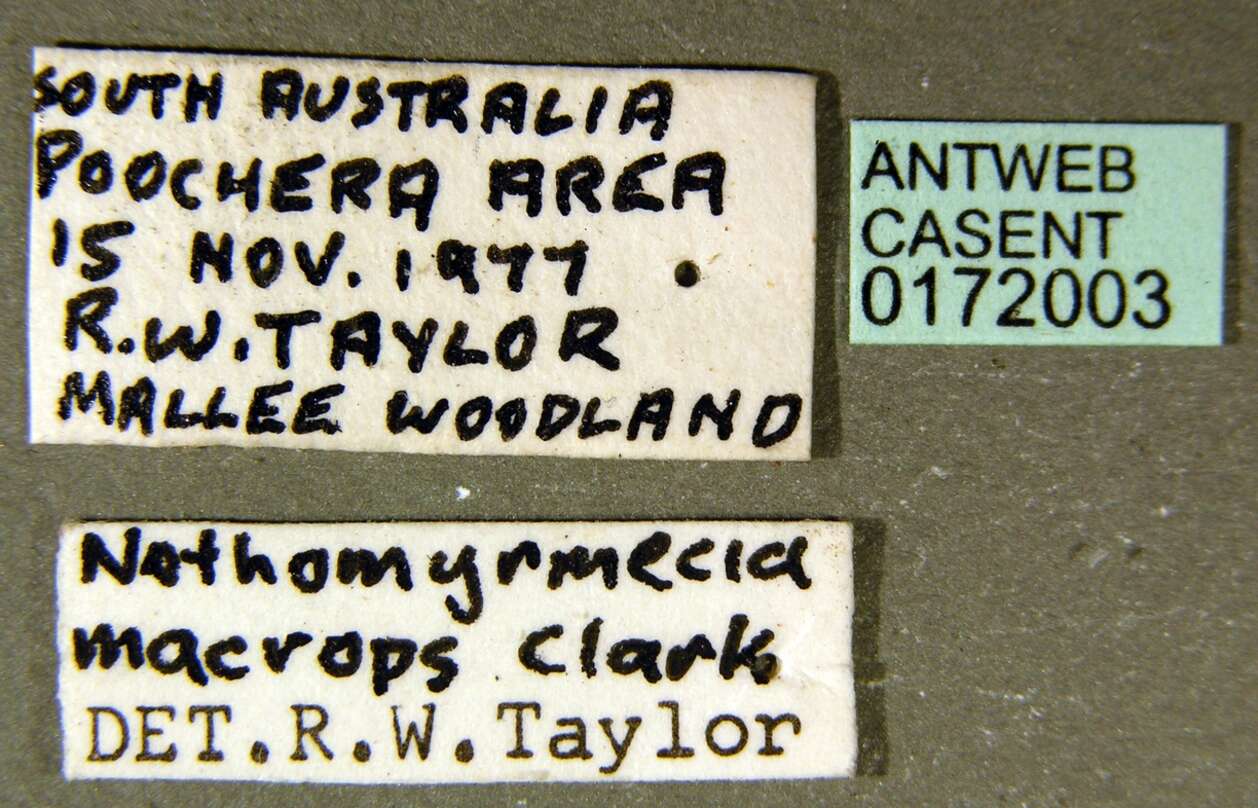 SOUTH AUSTRALIA
POOCHERA AREA
15 NOV. 1977
R.W.TAYLOR
MALLEE WOODLAND
ANTWEB
CASENT
0172003
Nothomyrmecia
macrops Clark
DET.R.W.Taylor